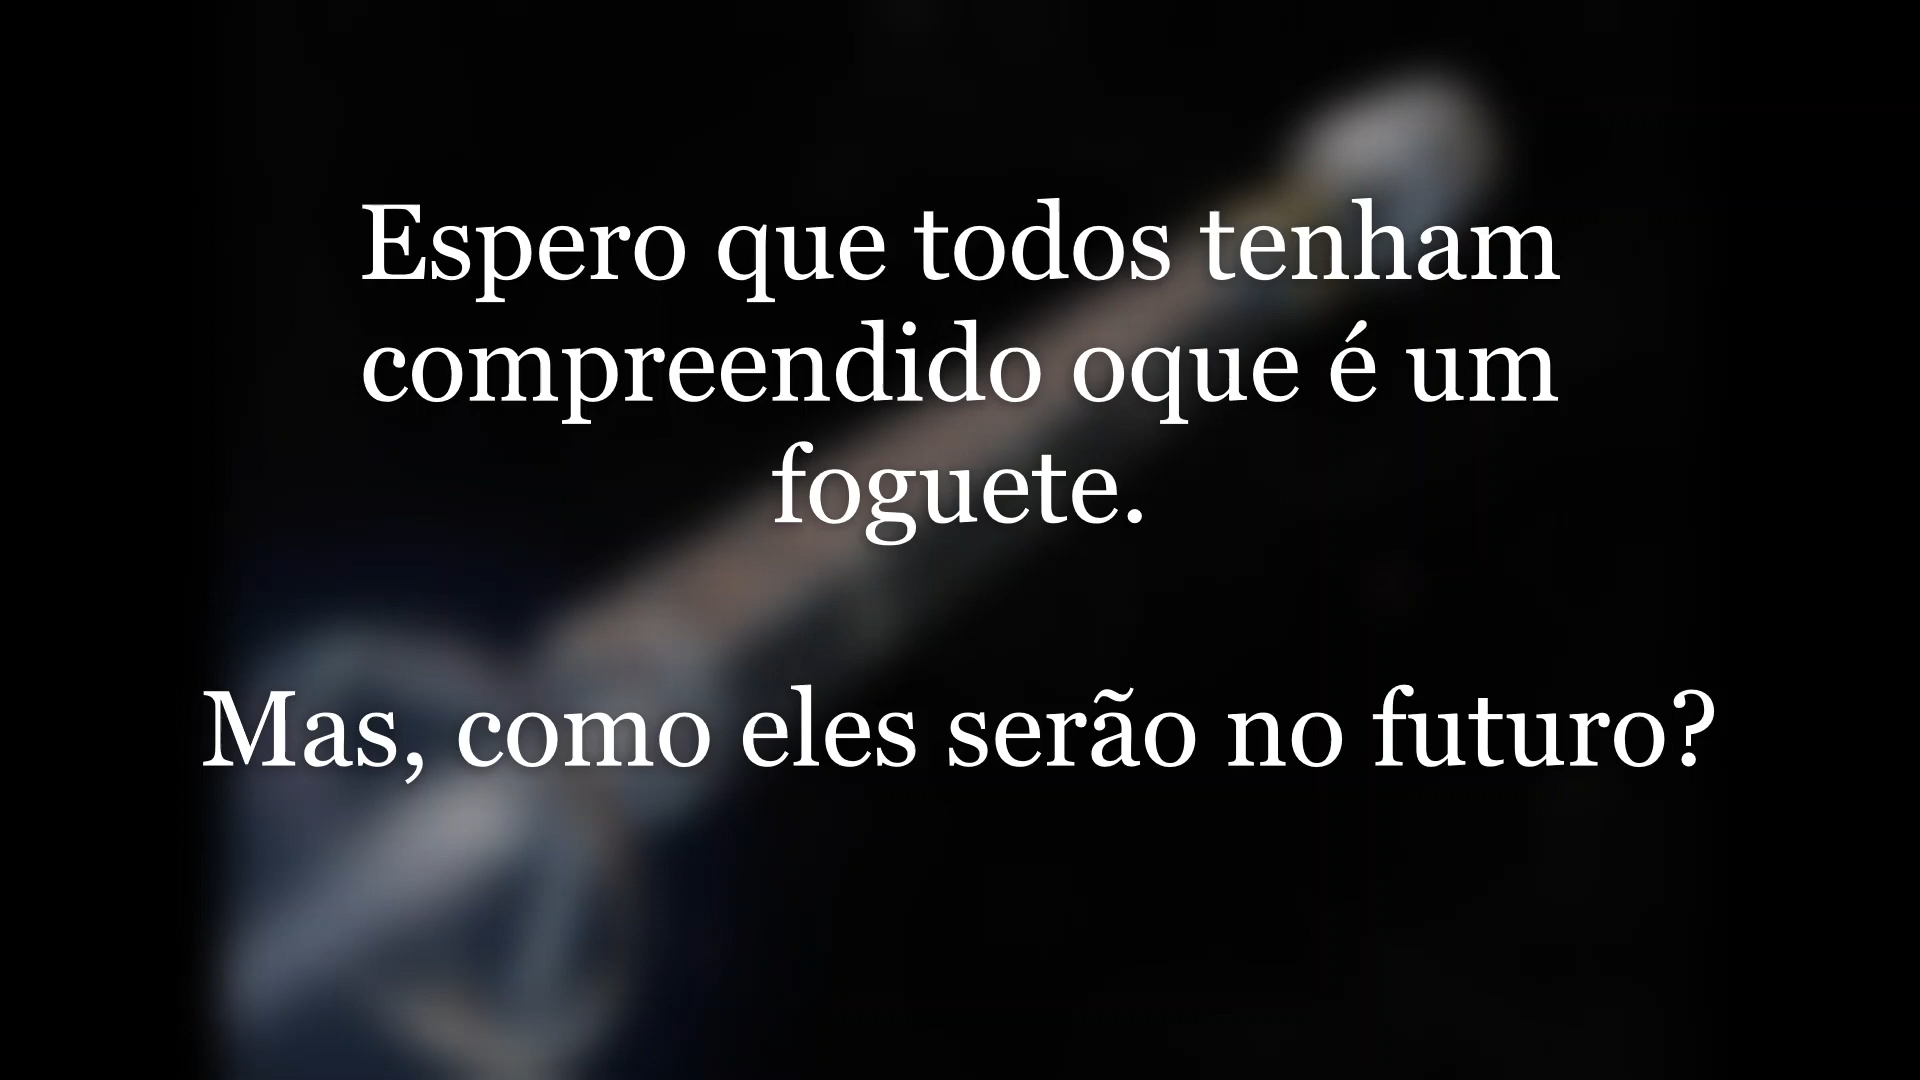 Espero que todos tenham
compreendido oque é um
foguete.
Mas, como eles serão no futuro?